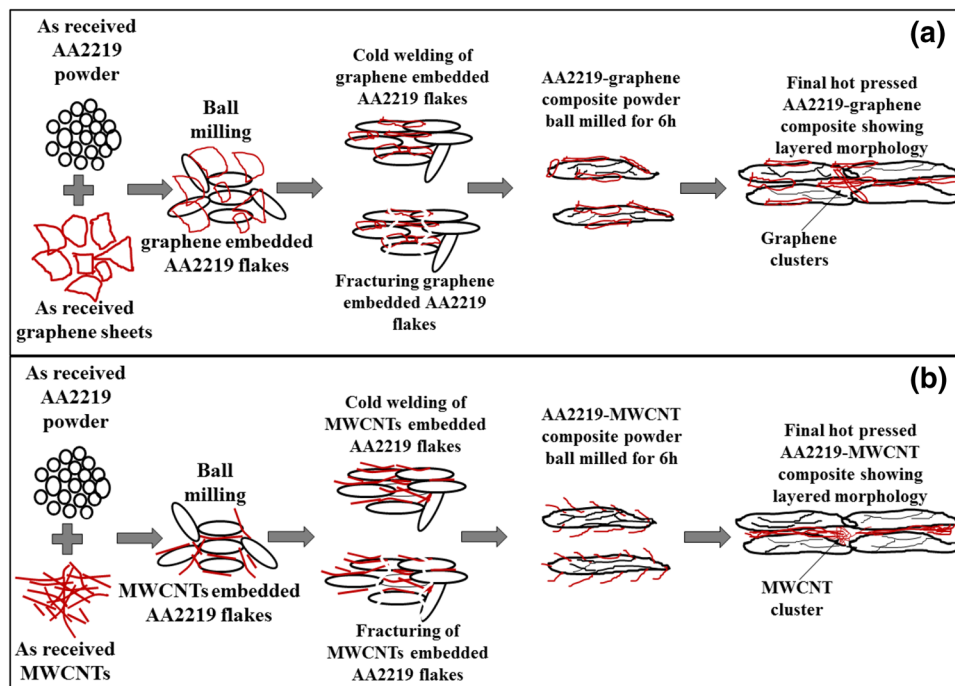 (a)
As received
AA2219
powder
As received
graphene sheets
Ball
milling
graphene embedded
AA2219 flakes
Cold welding of
graphene embedded
AA2219 flakes
Fracturing graphene
embedded AA2219
flakes
AA2219-graphene
composite powder
ball milled for 6h
Final hot pressed
AA2219-graphene
composite showing
layered morphology
Graphene
clusters
(b)
As received
AA2219
powder
As received
MWCNTs
Ball
milling
MWCNTs embedded
AA2219 flakes
Cold welding of
MWCNTs embedded
AA2219 flakes
Fracturing of
MWCNTs embedded
AA2219 flakes
AA2219-MWCNT
composite powder
ball milled for 6h
Final hot pressed
AA2219-MWCNT
composite showing
layered morphology
MWCNT
cluster